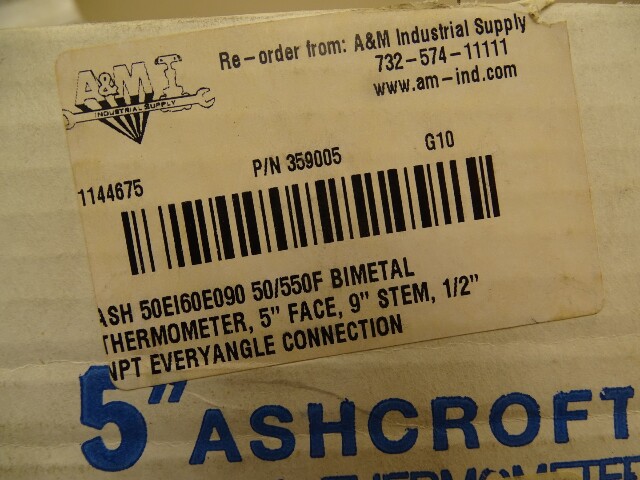 A&M I
INDUSTRIAL SUPPLY
Re-order from: A&M Industrial Supply
732-574-11111
www.am-ind.com
1144675
P/N 359005
G10
ASH 50EI60E090 50/550F BIMETAL
THERMOMETER, 5" FACE, 9" STEM, 1/2"
NPT EVERYANGLE CONNECTION
5" ASHCROFT
THERMOMETER